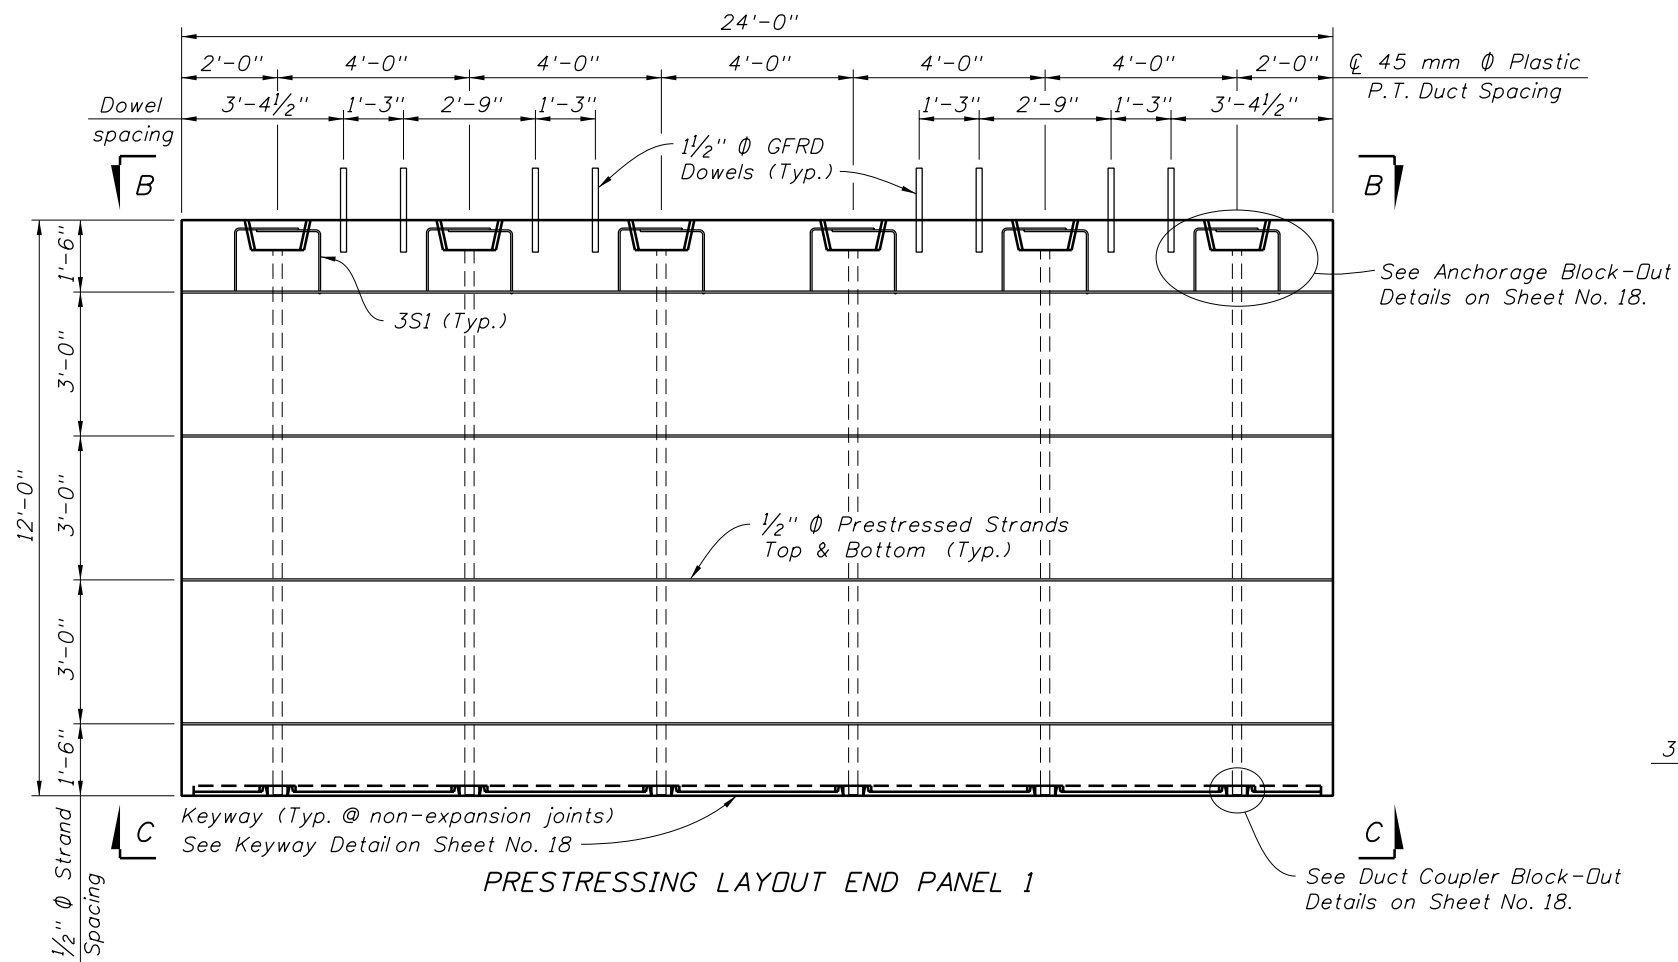 24'-0"
2'-0" 4'-0" 4'-0" 4'-0" 4'-0" 4'-0" 2'-0" ℄ 45 mm Φ Plastic
P.T. Duct Spacing
Dowel
spacing
3'-4½" 1'-3" 2'-9" 1'-3" 1'-3" 2'-9" 1'-3" 3'-4½"
1½" Φ GFRD
Dowels (Typ.)
B
B
1'-6"
See Anchorage Block-Out
Details on Sheet No. 18.
3S1 (Typ.)
3'-0"
12'-0"
3'-0"
½" Φ Prestressed Strands
Top & Bottom (Typ.)
3'-0"
1'-6"
3
Keyway (Typ. @ non-expansion joints)
See Keyway Detail on Sheet No. 18
C
C
PRESTRESSING LAYOUT END PANEL 1
See Duct Coupler Block-Out
Details on Sheet No. 18.
½" Φ Strand
Spacing